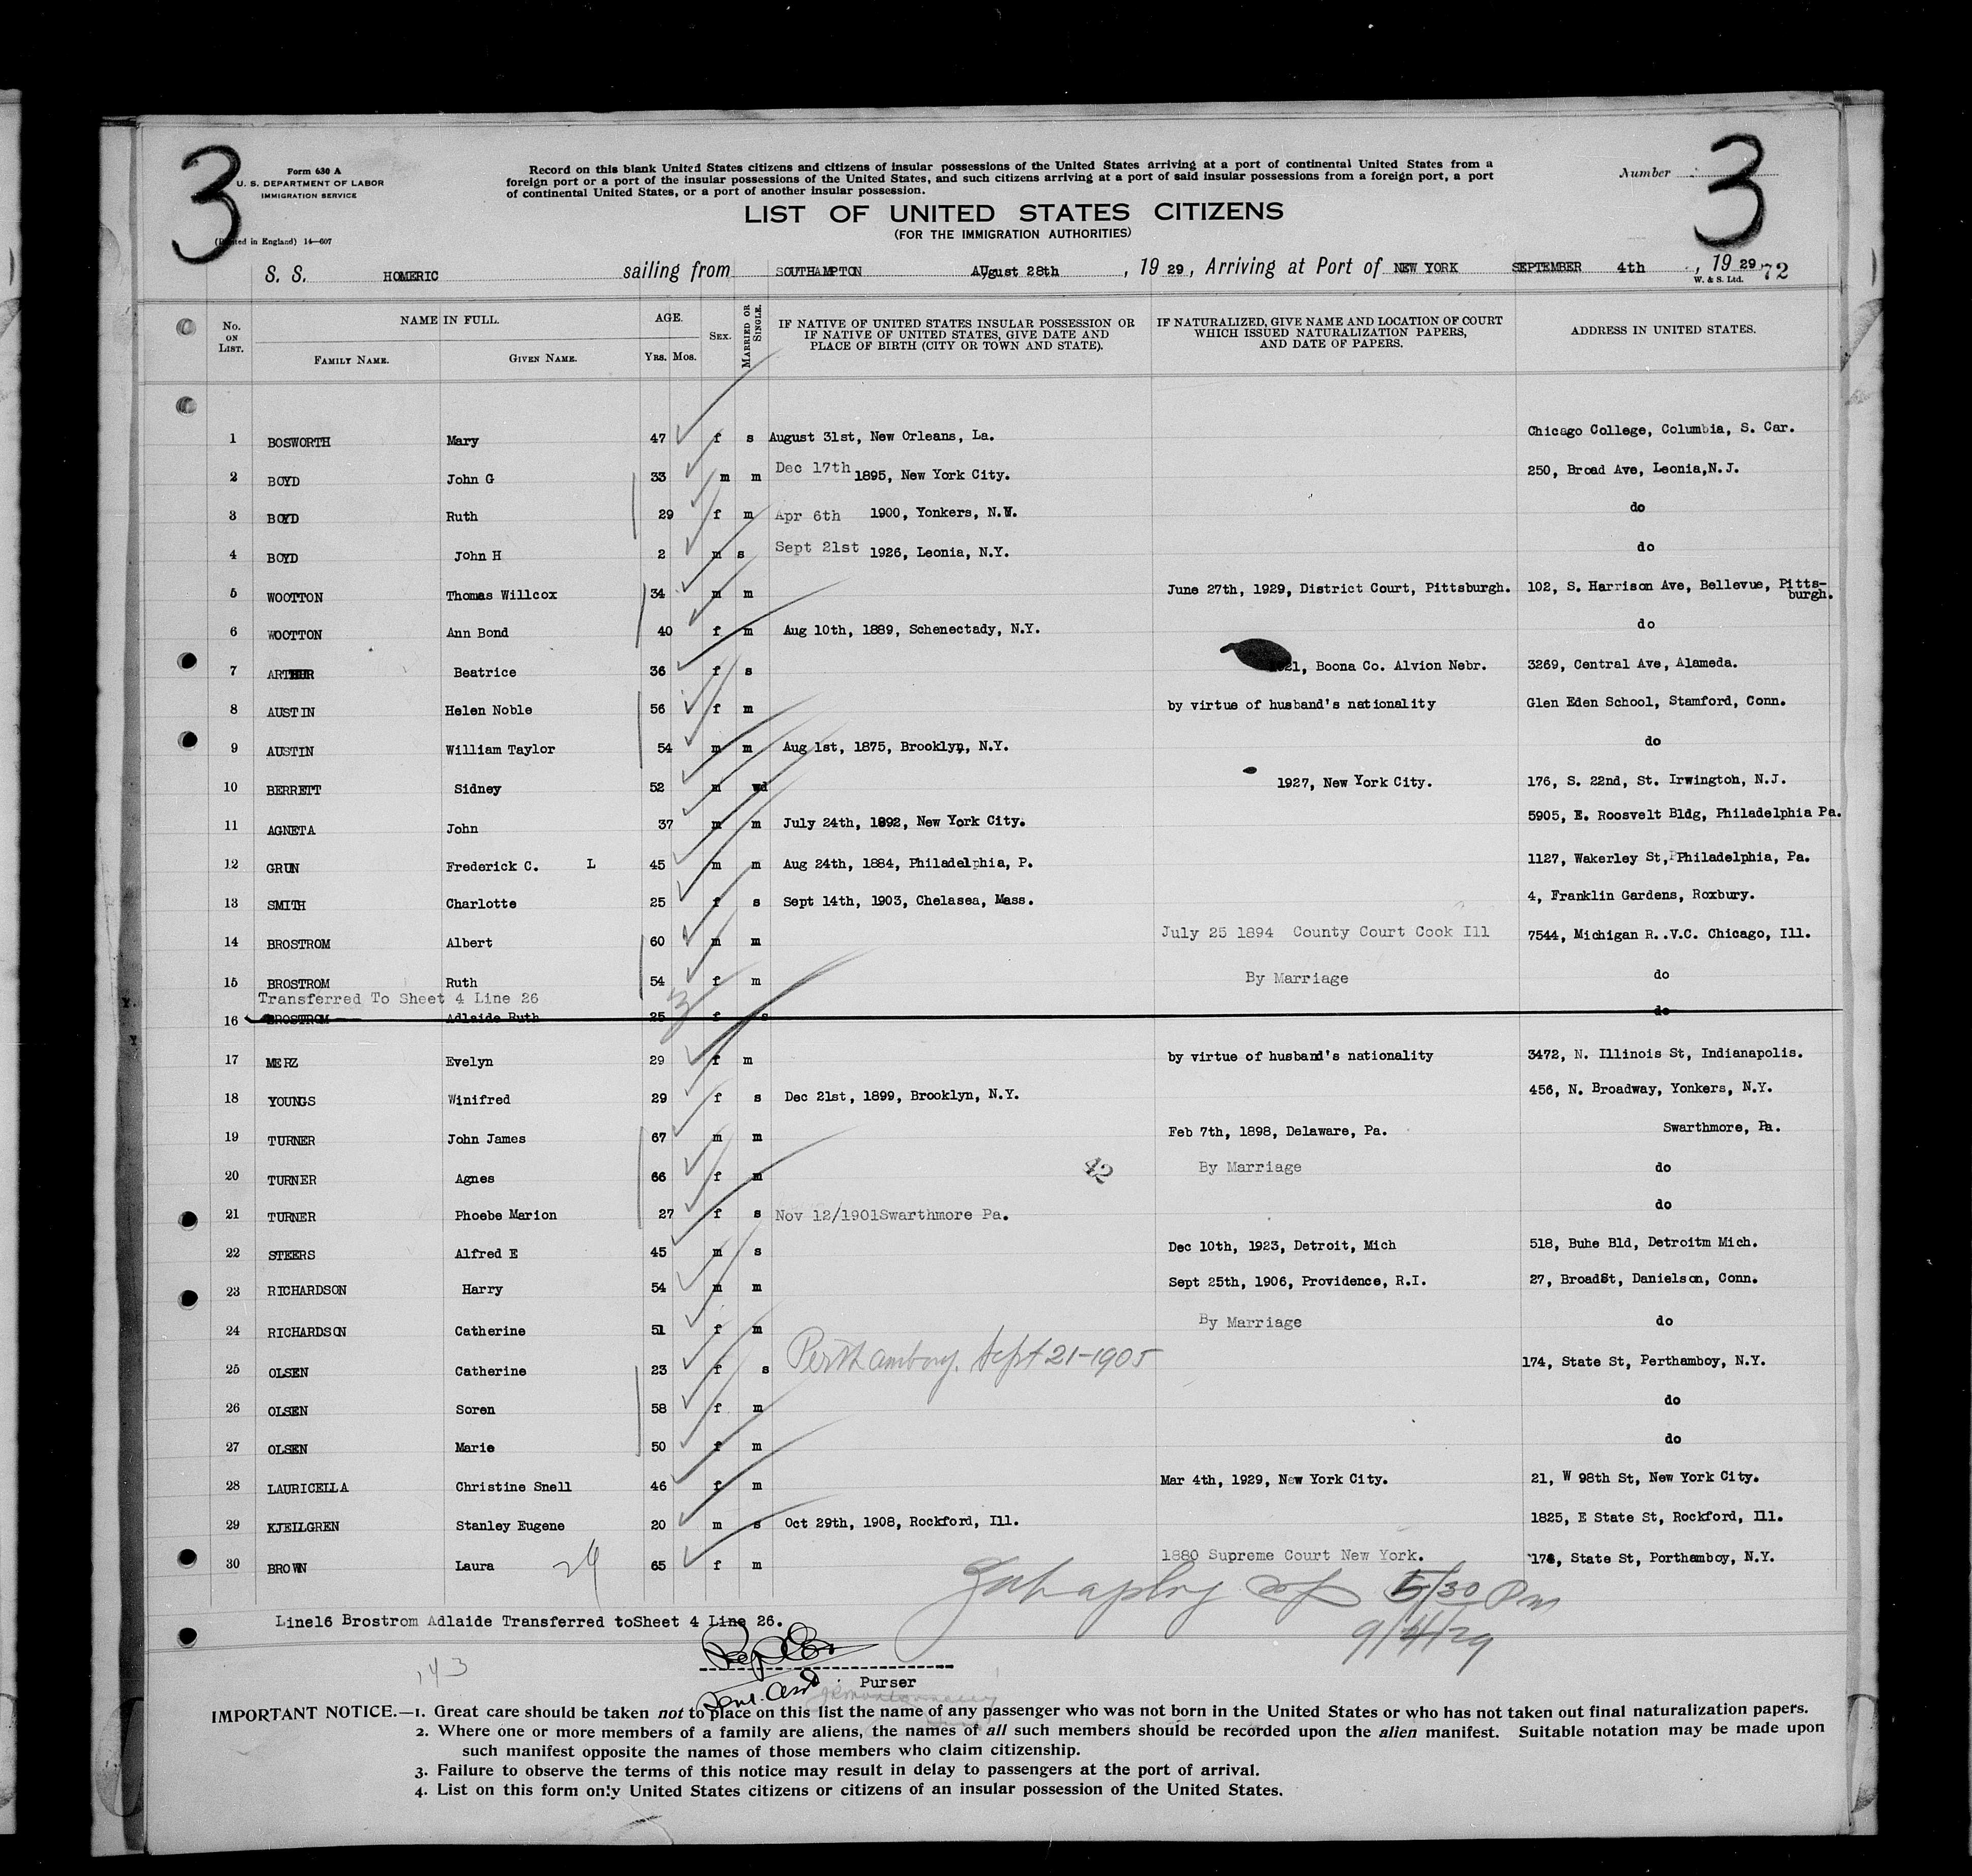 3
3
Form 630 A
U. S. DEPARTMENT OF LABOR
IMMIGRATION SERVICE
(Printed in England) 14—607
Record on this blank United States citizens and citizens of insular possessions of the United States arriving at a port of continental United States from a
foreign port or a port of the insular possessions of the United States, and such citizens arriving at a port of said insular possessions from a foreign port, a port
of continental United States, or a port of another insular possession.
Number
LIST OF UNITED STATES CITIZENS
(FOR THE IMMIGRATION AUTHORITIES)
S. S. HOMERIC sailing from SOUTHAMPTON August 28th , 19 29 , Arriving at Port of NEW YORK SEPTEMBER 4th , 19 29
W. & S. Ltd. 72
No. ON LIST. NAME IN FULL. FAMILY NAME. GIVEN NAME. AGE. Yrs. Mos. SEX. MARRIED OR SINGLE. IF NATIVE OF UNITED STATES INSULAR POSSESSION OR IF NATIVE OF UNITED STATES, GIVE DATE AND PLACE OF BIRTH (CITY OR TOWN AND STATE). IF NATURALIZED, GIVE NAME AND LOCATION OF COURT WHICH ISSUED NATURALIZATION PAPERS, AND DATE OF PAPERS. ADDRESS IN UNITED STATES.
1 BOSWORTH Mary 47 f s August 31st, New Orleans, La. Chicago College, Columbia, S. Car.
2 BOYD John G 33 m m Dec 17th 1895, New York City. 250, Broad Ave, Leonia,N.J.
3 BOYD Ruth 29 f m Apr 6th 1900, Yonkers, N.Y. do
4 BOYD John H 2 m s Sept 21st 1926, Leonia, N.Y. do
5 WOOTTON Thomas Willcox 34 m m June 27th, 1929, District Court, Pittsburgh. 102, S. Harrison Ave, Bellevue, Pitts-
burgh.
6 WOOTTON Ann Bond 40 f m Aug 10th, 1889, Schenectady, N.Y. do
7 ARTHUR Beatrice 36 f s 1921, Boona Co. Alvion Nebr. 3269, Central Ave, Alameda.
8 AUSTIN Helen Noble 56 f m by virtue of husband's nationality Glen Eden School, Stamford, Conn.
9 AUSTIN William Taylor 54 m m Aug 1st, 1875, Brooklyn, N.Y. do
10 BERRETT Sidney 52 m wd 1927, New York City. 176, S. 22nd, St. Irwington, N.J.
11 AGNETA John 37 m m July 24th, 1892, New York City. 5905, E. Roosvelt Bldg, Philadelphia Pa.
12 GRUN Frederick C. L 45 m m Aug 24th, 1884, Philadelphia, P. 1127, Wakerley St, Philadelphia, Pa.
13 SMITH Charlotte 25 f s Sept 14th, 1903, Chelasea, Mass. 4, Franklin Gardens, Roxbury.
14 BROSTROM Albert 60 m m July 25 1894 County Court Cook Ill 7544, Michigan R..V.C. Chicago, Ill.
15 BROSTROM Ruth 54 f m By Marriage do
Transferred To Sheet 4 Line 26
16 BROSTROM Adlaide Ruth 25 f s do
17 MERZ Evelyn 29 f m by virtue of husband's nationality 3472, N. Illinois St, Indianapolis.
18 YOUNGS Winifred 29 f s Dec 21st, 1899, Brooklyn, N.Y. 456, N. Broadway, Yonkers, N.Y.
19 TURNER John James 67 m m Feb 7th, 1898, Delaware, Pa. Swarthmore, Pa.
20 TURNER Agnes 66 f m 42 By Marriage do
21 TURNER Phoebe Marion 27 f s Nov 12/1901Swarthmore Pa. do
22 STEERS Alfred E 45 m s Dec 10th, 1923, Detroit, Mich 518, Buhe Bld, Detroitm Mich.
23 RICHARDSON Harry 54 m m Sept 25th, 1906, Providence, R.I. 27, BroadSt, Danielson, Conn.
24 RICHARDSON Catherine 51 f m By Marriage do
25 OLSEN Catherine 23 f s Perth amboy. Sept 21-1905 174, State St, Perthamboy, N.Y.
26 OLSEN Soren 58 f m do
27 OLSEN Marie 50 f m do
28 LAURICELLA Christine Snell 46 f m Mar 4th, 1929, New York City. 21, W 98th St, New York City.
29 KJELLGREN Stanley Eugene 20 m s Oct 29th, 1908, Rockford, Ill. 1825, E State St, Rockford, Ill.
30 BROWN Laura 29 65 f m 1880 Supreme Court New York. 178, State St, Porthamboy, N.Y.
5/30 Pm
9/4/29
Line16 Brostrom Adlaide Transferred toSheet 4 Line 26.
143
Purser
IMPORTANT NOTICE.—1. Great care should be taken not to place on this list the name of any passenger who was not born in the United States or who has not taken out final naturalization papers.
2. Where one or more members of a family are aliens, the names of all such members should be recorded upon the alien manifest. Suitable notation may be made upon
such manifest opposite the names of those members who claim citizenship.
3. Failure to observe the terms of this notice may result in delay to passengers at the port of arrival.
4. List on this form only United States citizens or citizens of an insular possession of the United States.